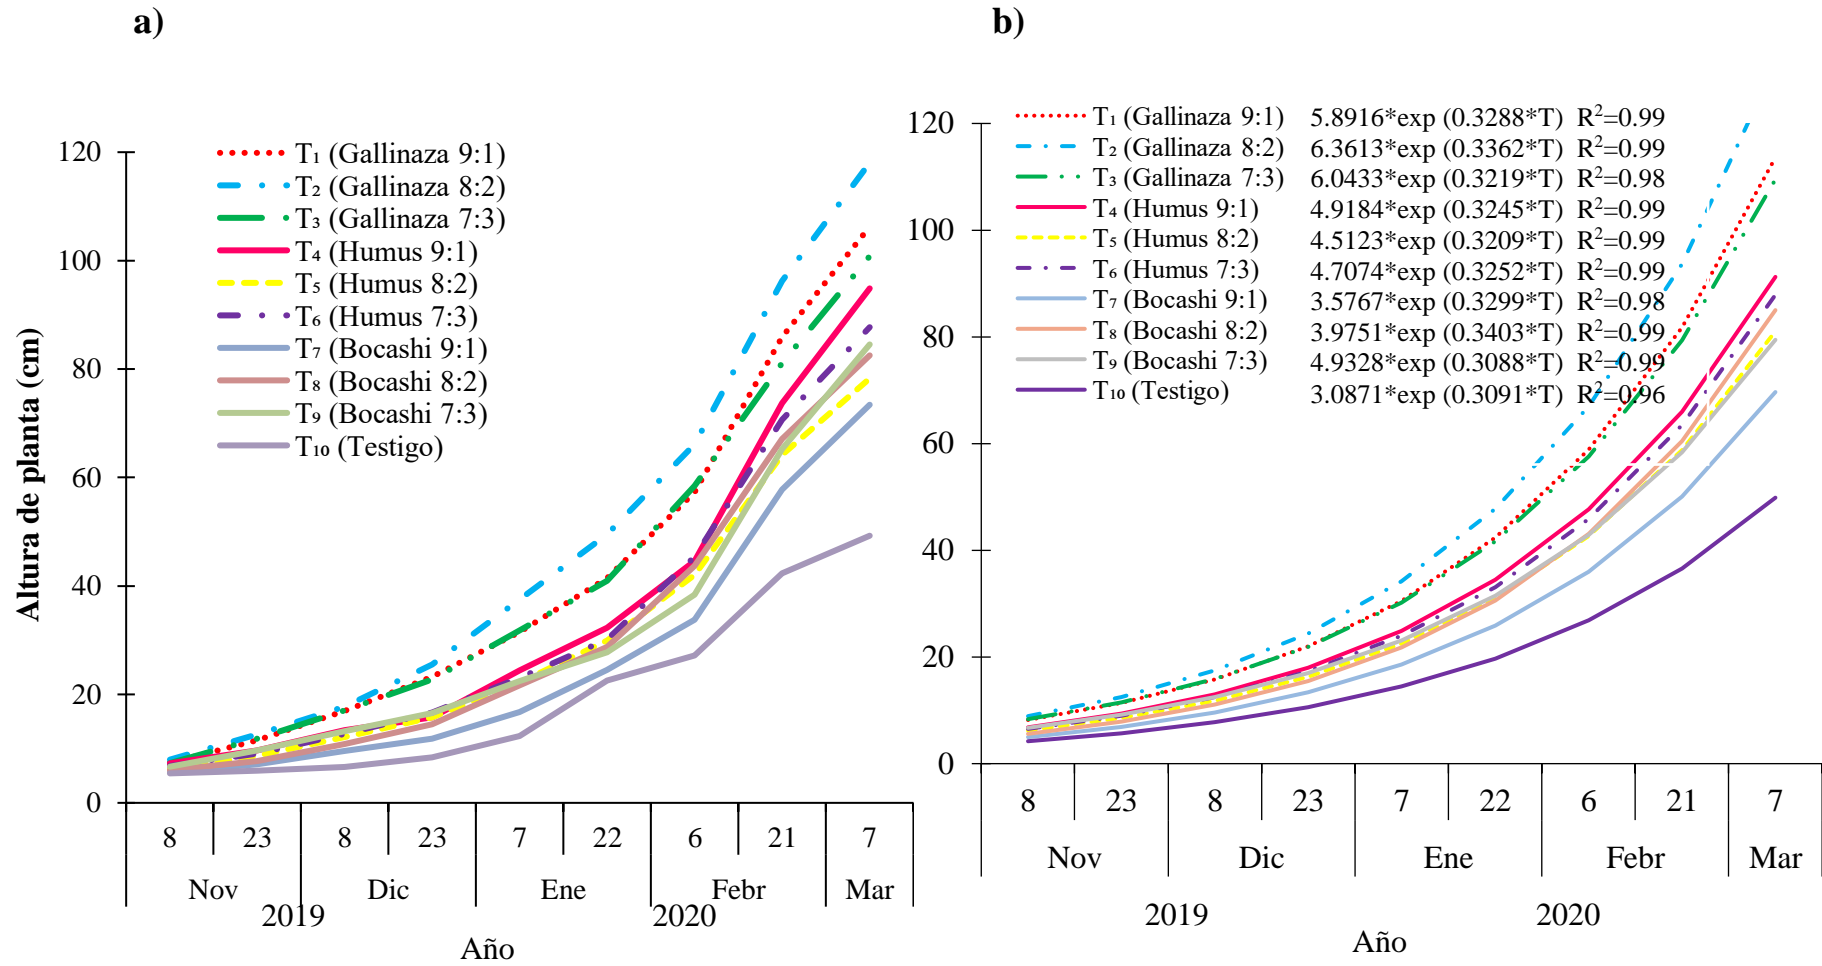 a)
120
100
80
60
40
20
0
Altura de planta (cm)
T₁ (Gallinaza 9:1)
T₂ (Gallinaza 8:2)
T₃ (Gallinaza 7:3)
T₄ (Humus 9:1)
T₅ (Humus 8:2)
T₆ (Humus 7:3)
T₇ (Bocashi 9:1)
T₈ (Bocashi 8:2)
T₉ (Bocashi 7:3)
T₁₀ (Testigo)
8 23 8 23 7 22 6 21 7
Nov Dic Ene Febr Mar
2019 2020
Año
b)
120
100
80
60
40
20
0
T₁ (Gallinaza 9:1) 5.8916*exp (0.3288*T) R²=0.99
T₂ (Gallinaza 8:2) 6.3613*exp (0.3362*T) R²=0.99
T₃ (Gallinaza 7:3) 6.0433*exp (0.3219*T) R²=0.98
T₄ (Humus 9:1) 4.9184*exp (0.3245*T) R²=0.99
T₅ (Humus 8:2) 4.5123*exp (0.3209*T) R²=0.99
T₆ (Humus 7:3) 4.7074*exp (0.3252*T) R²=0.99
T₇ (Bocashi 9:1) 3.5767*exp (0.3299*T) R²=0.98
T₈ (Bocashi 8:2) 3.9751*exp (0.3403*T) R²=0.99
T₉ (Bocashi 7:3) 4.9328*exp (0.3088*T) R²=0.99
T₁₀ (Testigo) 3.0871*exp (0.3091*T) R²=0.96
8 23 8 23 7 22 6 21 7
Nov Dic Ene Febr Mar
2019 2020
Año